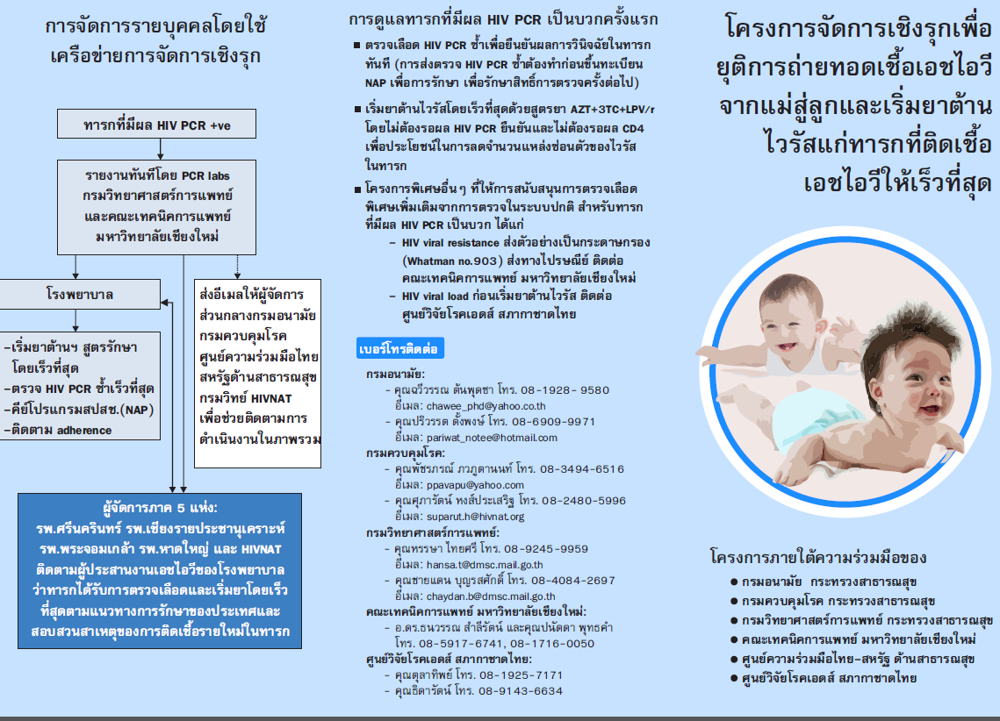 การจัดการรายบุคคลโดยใช้
เครือข่ายการจัดการเชิงรุก
ทารกที่มีผล HIV PCR +ve
รายงานทันทีโดย PCR labs
กรมวิทยาศาสตร์การแพทย์
และคณะเทคนิคการแพทย์
มหาวิทยาลัยเชียงใหม่
โรงพยาบาล
–เริ่มยาต้านฯ สูตรรักษา
โดยเร็วที่สุด
–ตรวจ HIV PCR ซ้ำเร็วที่สุด
–คีย์โปรแกรมสปสช.(NAP)
–ติดตาม adherence
ส่งอีเมลให้ผู้จัดการ
ส่วนกลางกรมอนามัย
กรมควบคุมโรค
ศูนย์ความร่วมมือไทย
สหรัฐด้านสาธารณสุข
กรมวิทย์ HIVNAT
เพื่อช่วยติดตามการ
ดำเนินงานในภาพรวม
ผู้จัดการภาค 5 แห่ง:
รพ.ศรีนครินทร์ รพ.เชียงรายประชานุเคราะห์
รพ.พระจอมเกล้า รพ.หาดใหญ่ และ HIVNAT
ติดตามผู้ประสานงานเอชไอวีของโรงพยาบาล
ว่าทารกได้รับการตรวจเลือดและเริ่มยาโดยเร็ว
ที่สุดตามแนวทางการรักษาของประเทศและ
สอบสวนสาเหตุของการติดเชื้อรายใหม่ในทารก
การดูแลทารกที่มีผล HIV PCR เป็นบวกครั้งแรก
■ ตรวจเลือด HIV PCR ซ้ำเพื่อยืนยันผลการวินิจฉัยในทารก
ทันที (การส่งตรวจ HIV PCR ซ้ำต้องทำก่อนขึ้นทะเบียน
NAP เพื่อการรักษา เพื่อรักษาสิทธิ์การตรวจครั้งต่อไป)
■ เริ่มยาต้านไวรัสโดยเร็วที่สุดด้วยสูตรยา AZT+3TC+LPV/r
โดยไม่ต้องรอผล HIV PCR ยืนยันและไม่ต้องรอผล CD4
เพื่อประโยชน์ในการลดจำนวนแหล่งซ่อนตัวของไวรัส
ในทารก
■ โครงการพิเศษอื่นๆ ที่ให้การสนับสนุนการตรวจเลือด
พิเศษเพิ่มเติมจากการตรวจในระบบปกติ สำหรับทารก
ที่มีผล HIV PCR เป็นบวก ได้แก่
– HIV viral resistance ส่งตัวอย่างเป็นกระดาษกรอง
(Whatman no.903) ส่งทางไปรษณีย์ ติดต่อ
คณะเทคนิคการแพทย์ มหาวิทยาลัยเชียงใหม่
– HIV viral load ก่อนเริ่มยาต้านไวรัส ติดต่อ
ศูนย์วิจัยโรคเอดส์ สภากาชาดไทย
เบอร์โทรติดต่อ
กรมอนามัย:
- คุณฉวีวรรณ ต้นพุดซา โทร. 08-1928- 9580
อีเมล: chawee_phd@yahoo.co.th
- คุณปริวรรต ตั้งพงษ์ โทร. 08-6909-9971
อีเมล: pariwat_notee@hotmail.com
กรมควบคุมโรค:
- คุณพัชรภรณ์ ภวภูตานนท์ โทร. 08-3494-6516
อีเมล: ppavapu@yahoo.com
- คุณศุภารัตน์ หงส์ประเสริฐ โทร. 08-2480-5996
อีเมล: suparut.h@hivnat.org
กรมวิทยาศาสตร์การแพทย์:
- คุณหรรษา ไทยศรี โทร. 08-9245-9959
อีเมล: hansa.t@dmsc.mail.go.th
- คุณชายแดน บุญรสศักดิ์ โทร. 08-4084-2697
อีเมล: chaydan.b@dmsc.mail.go.th
คณะเทคนิคการแพทย์ มหาวิทยาลัยเชียงใหม่:
- อ.ดร.ธนวรรณ สำลีรัตน์ และคุณปนัดดา พุทธคำ
โทร. 08-5917-6741, 08-1716-0050
ศูนย์วิจัยโรคเอดส์ สภากาชาดไทย:
- คุณตุลาทิพย์ โทร. 08-1925-7171
- คุณธิดารัตน์ โทร. 08-9143-6634
โครงการจัดการเชิงรุกเพื่อ
ยุติการถ่ายทอดเชื้อเอชไอวี
จากแม่สู่ลูกและเริ่มยาต้าน
ไวรัสแก่ทารกที่ติดเชื้อ
เอชไอวีให้เร็วที่สุด
โครงการภายใต้ความร่วมมือของ
● กรมอนามัย กระทรวงสาธารณสุข
● กรมควบคุมโรค กระทรวงสาธารณสุข
● กรมวิทยาศาสตร์การแพทย์ กระทรวงสาธารณสุข
● คณะเทคนิคการแพทย์ มหาวิทยาลัยเชียงใหม่
● ศูนย์ความร่วมมือไทย-สหรัฐ ด้านสาธารณสุข
● ศูนย์วิจัยโรคเอดส์ สภากาชาดไทย